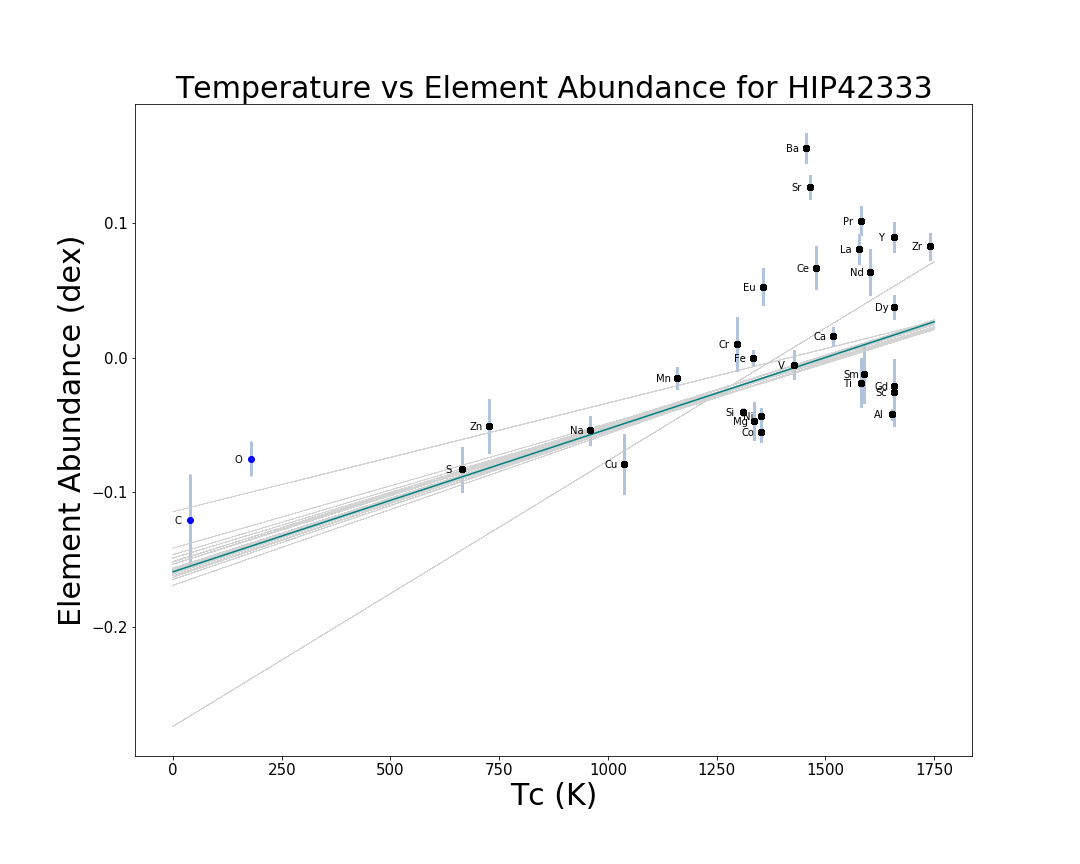 Temperature vs Element Abundance for HIP42333
Element Abundance (dex)
0.1
0.0
−0.1
−0.2
Ba
Sr
Pr
Y
Zr
La
Ce
Nd
Eu
Dy
Ca
Cr
Fe
V
Mn
Sm
Ti
Gd
Sc
Si
Ni
Mg
Al
Co
Zn
Na
Cu
S
O
C
0
250
500
750
1000
1250
1500
1750
Tc (K)